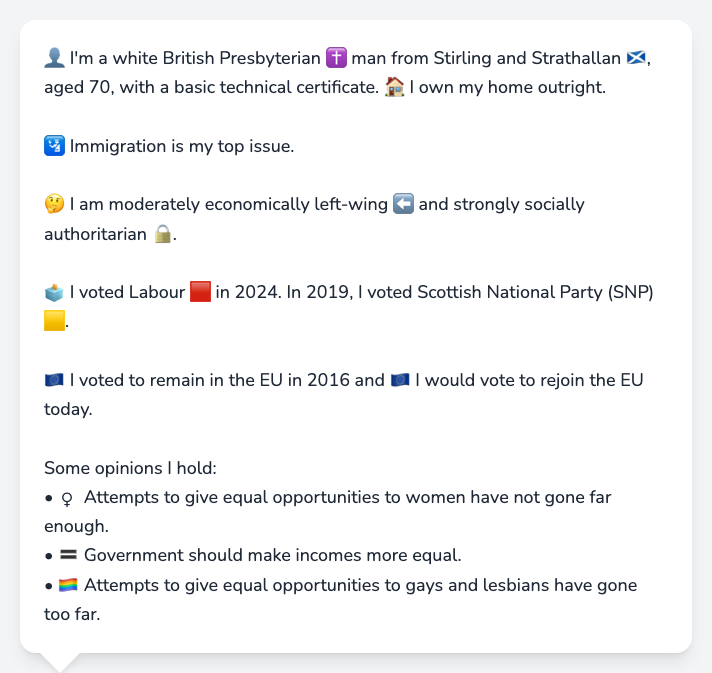 👤 I'm a white British Presbyterian ✝️ man from Stirling and Strathallan 🏴󠁧󠁢󠁳󠁣󠁴󠁿,
aged 70, with a basic technical certificate. 🏠 I own my home outright.
🛂 Immigration is my top issue.
🤔 I am moderately economically left-wing ⬅️ and strongly socially
authoritarian 🔒.
🗳️ I voted Labour 🟥 in 2024. In 2019, I voted Scottish National Party (SNP)
🟨.
🇪🇺 I voted to remain in the EU in 2016 and 🇪🇺 I would vote to rejoin the EU
today.
Some opinions I hold:
• ♀ Attempts to give equal opportunities to women have not gone far
enough.
• 🟰 Government should make incomes more equal.
• 🏳️‍🌈 Attempts to give equal opportunities to gays and lesbians have gone
too far.